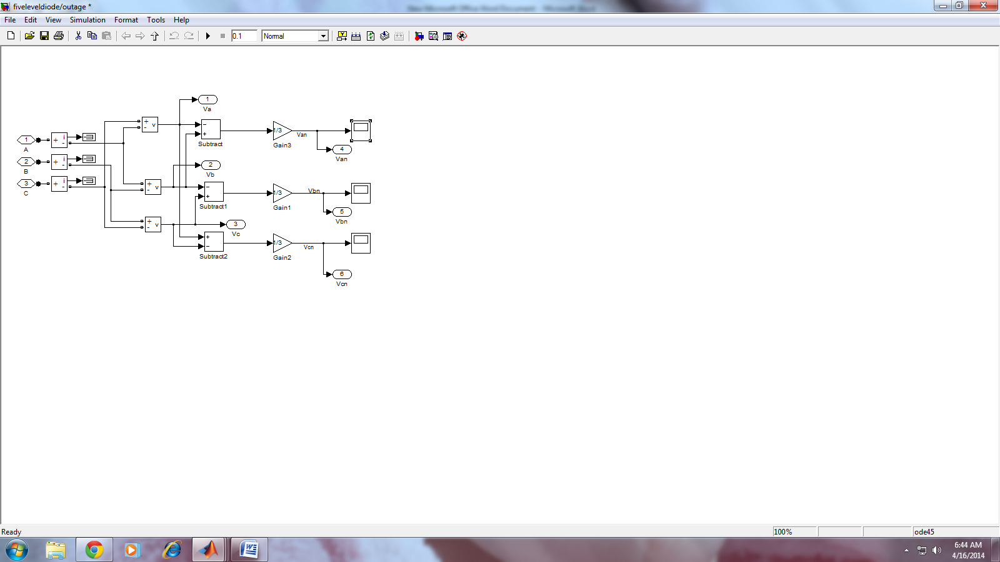 fiveleveldiode/outage *
File Edit View Simulation Format Tools Help
0.1 Normal
1
Va
+ - v
1
A
+ i -
- +
Subtract
1/3
Gain3
Van
4
Van
2
B
+ i -
2
Vb
3
C
+ i -
+ - v
- +
Subtract1
1/3
Gain1
Vbn
5
Vbn
+ - v
3
Vc
+ -
Subtract2
1/3
Gain2
Vcn
6
Vcn
Ready 100% ode45
6:44 AM
4/16/2014